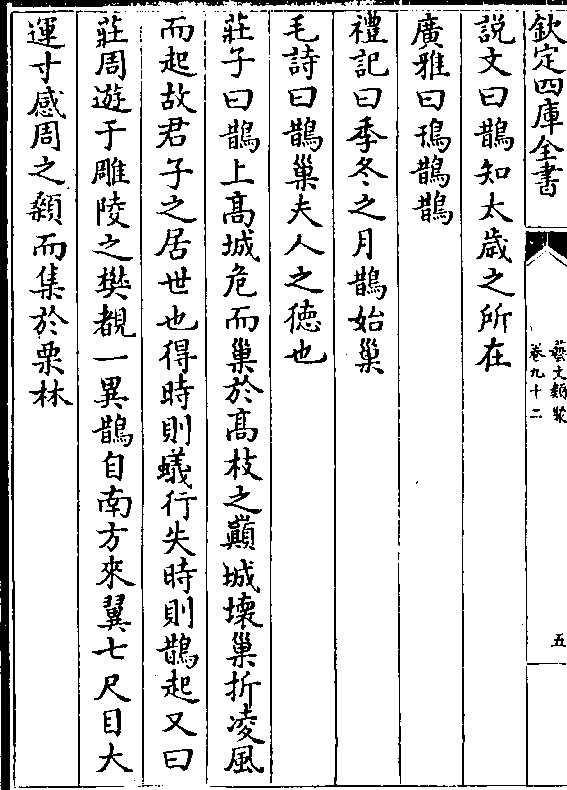 欽定四庫全書
藝文類聚
卷九十二
五
說文曰鵲知太歲之所在
廣雅曰鳱鵲鵲
禮記曰季冬之月鵲始巢
毛詩曰鵲巢夫人之德也
莊子曰鵲上髙城危而巢於髙枝之巔城壞巢折凌風
而起故君子之居世也得時則蟻行失時則鵲起又曰
莊周遊于雕陵之樊覩一異鵲自南方來翼七尺目大
運寸感周之顙而集於栗林